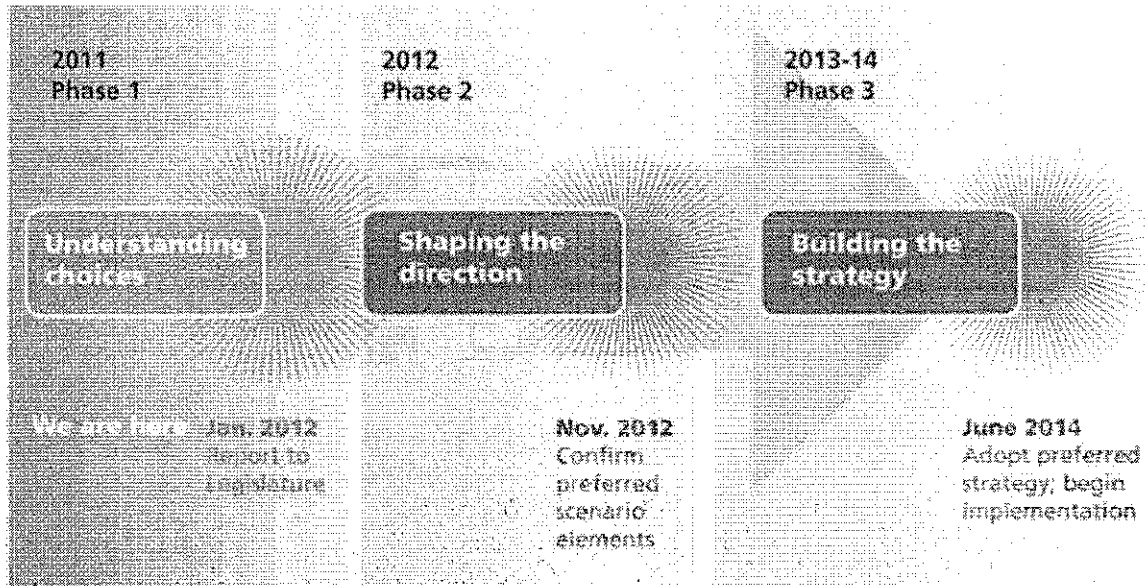 2011
Phase 1
2012
Phase 2
2013-14
Phase 3
Understanding
choices
Shaping the
direction
Building the
strategy
We are here
Jan. 2012
Report to
Legislature
Nov. 2012
Confirm
preferred
scenario
elements
June 2014
Adopt preferred
strategy; begin
implementation